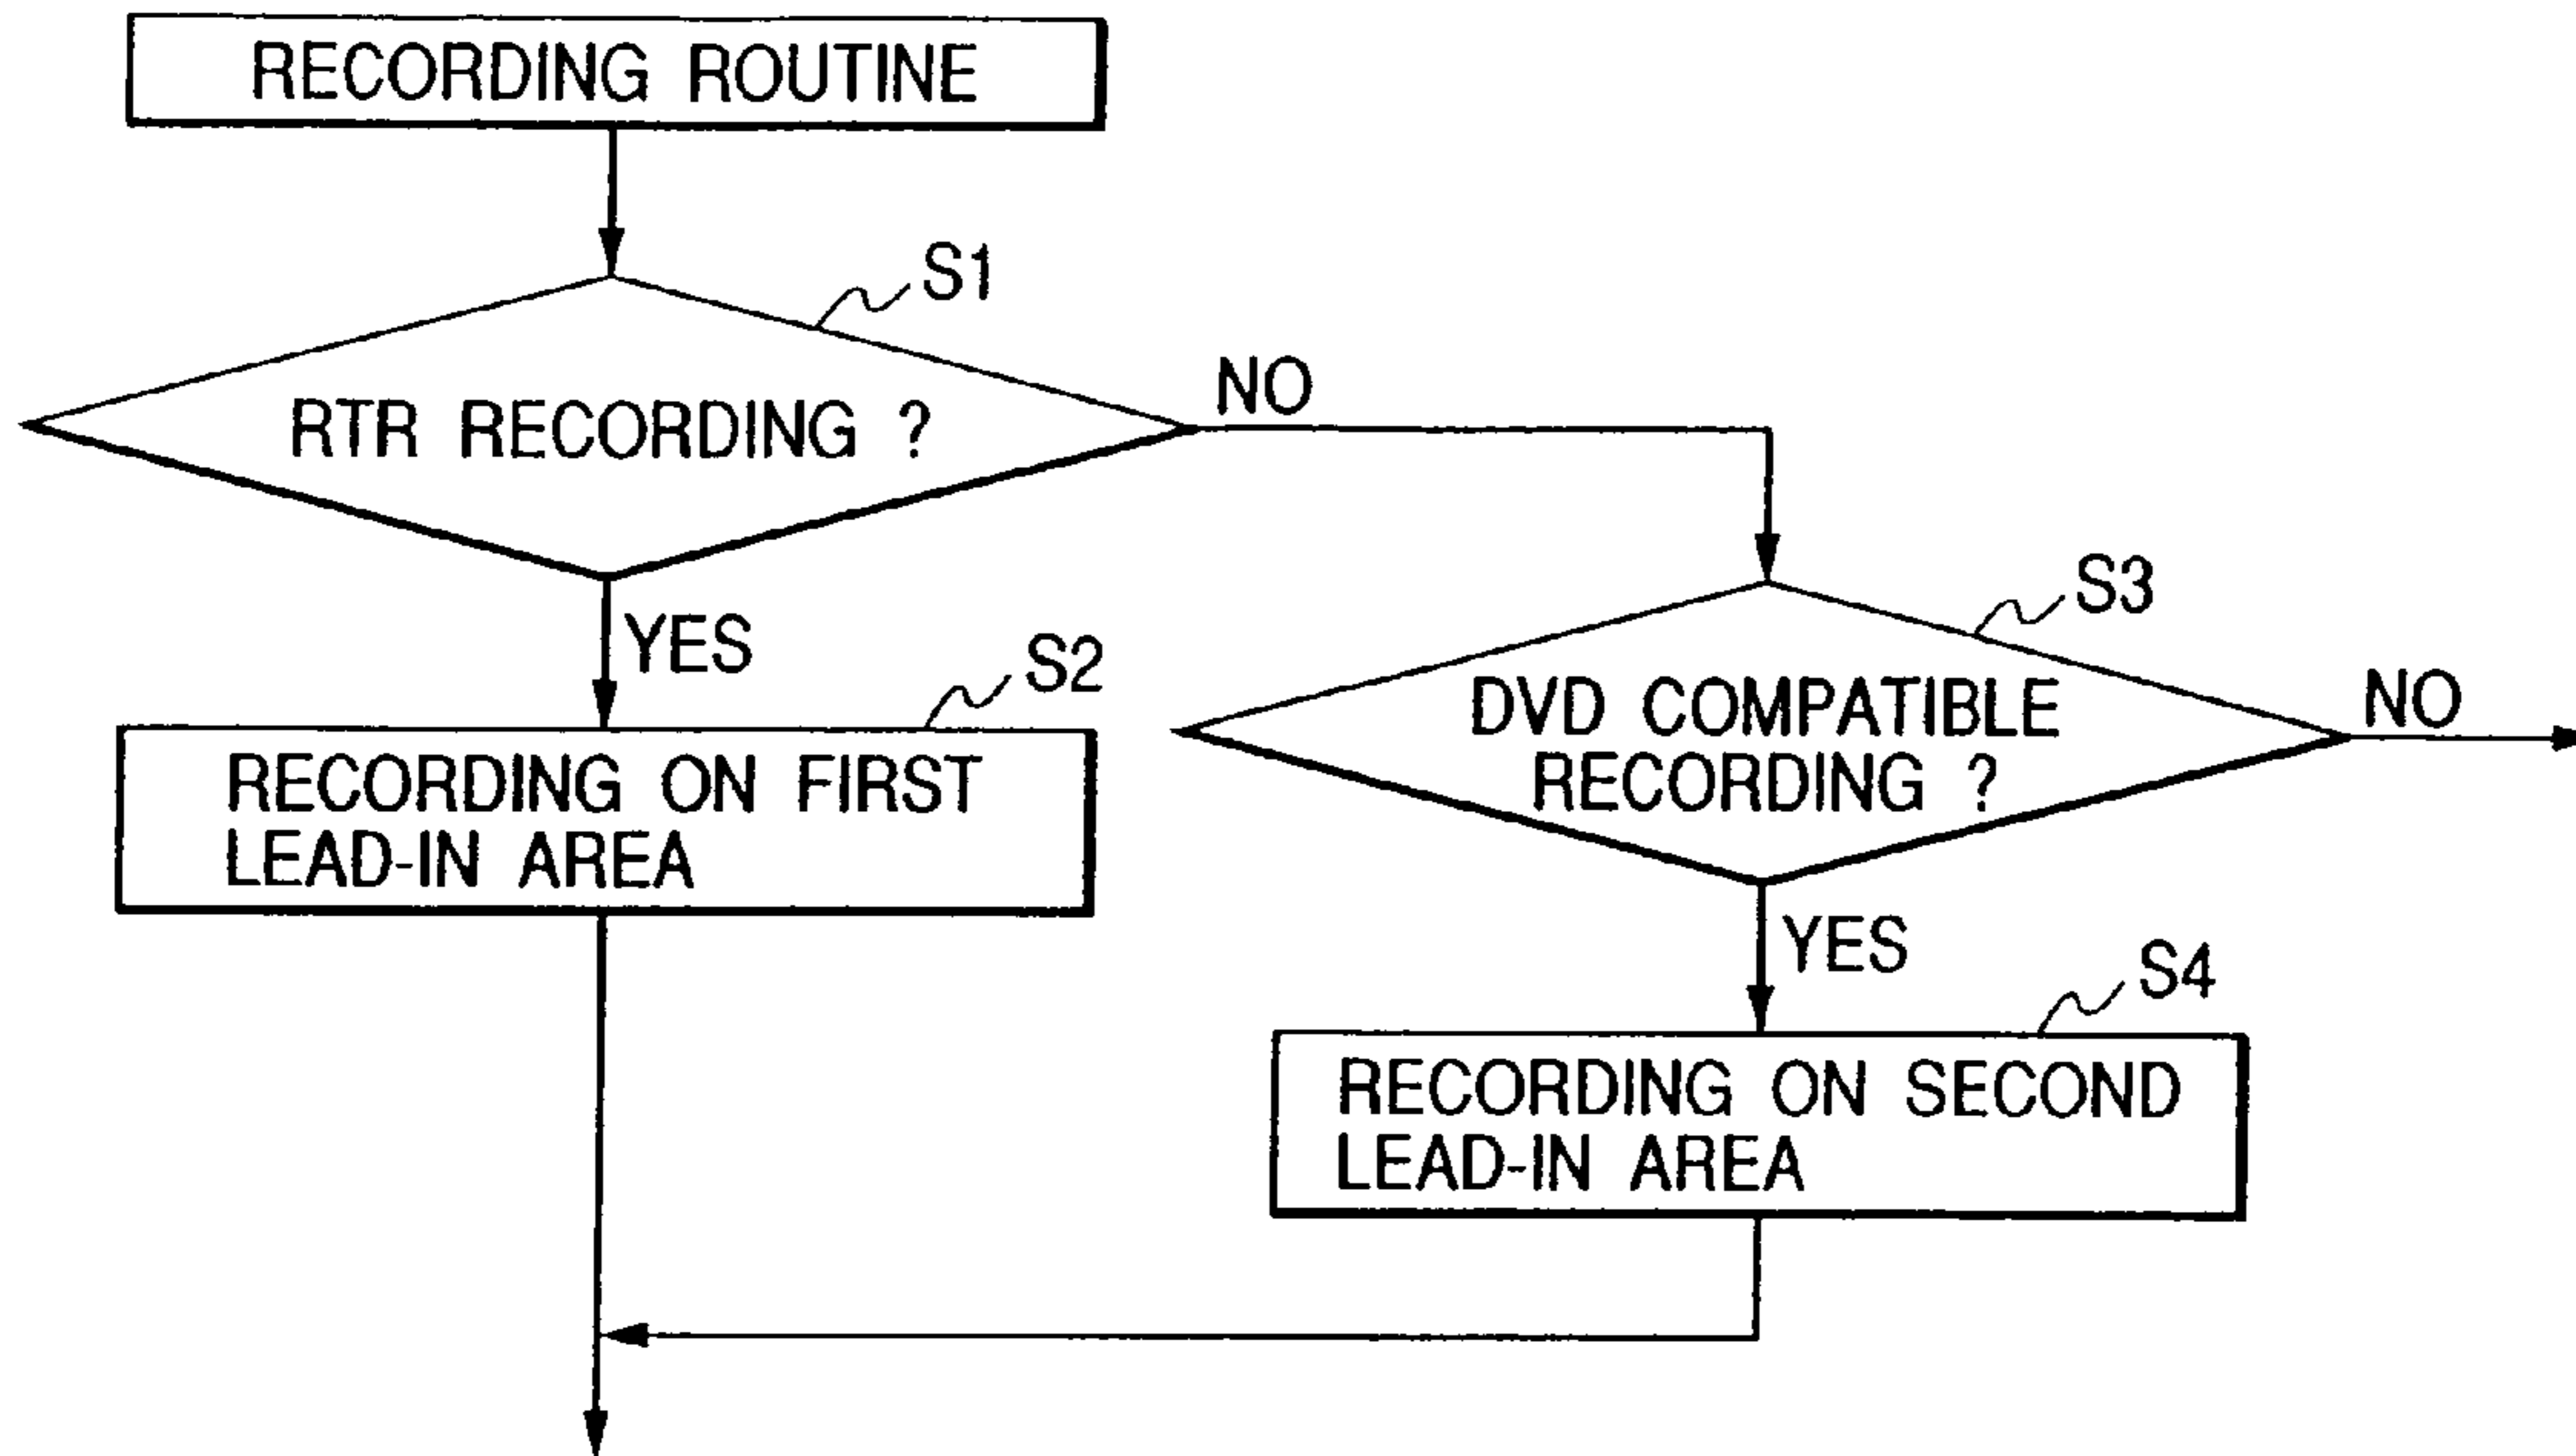 RECORDING ROUTINE
S1
RTR RECORDING ?
NO
YES
S2
RECORDING ON FIRST
LEAD-IN AREA
S3
DVD COMPATIBLE
RECORDING ?
NO
YES
S4
RECORDING ON SECOND
LEAD-IN AREA